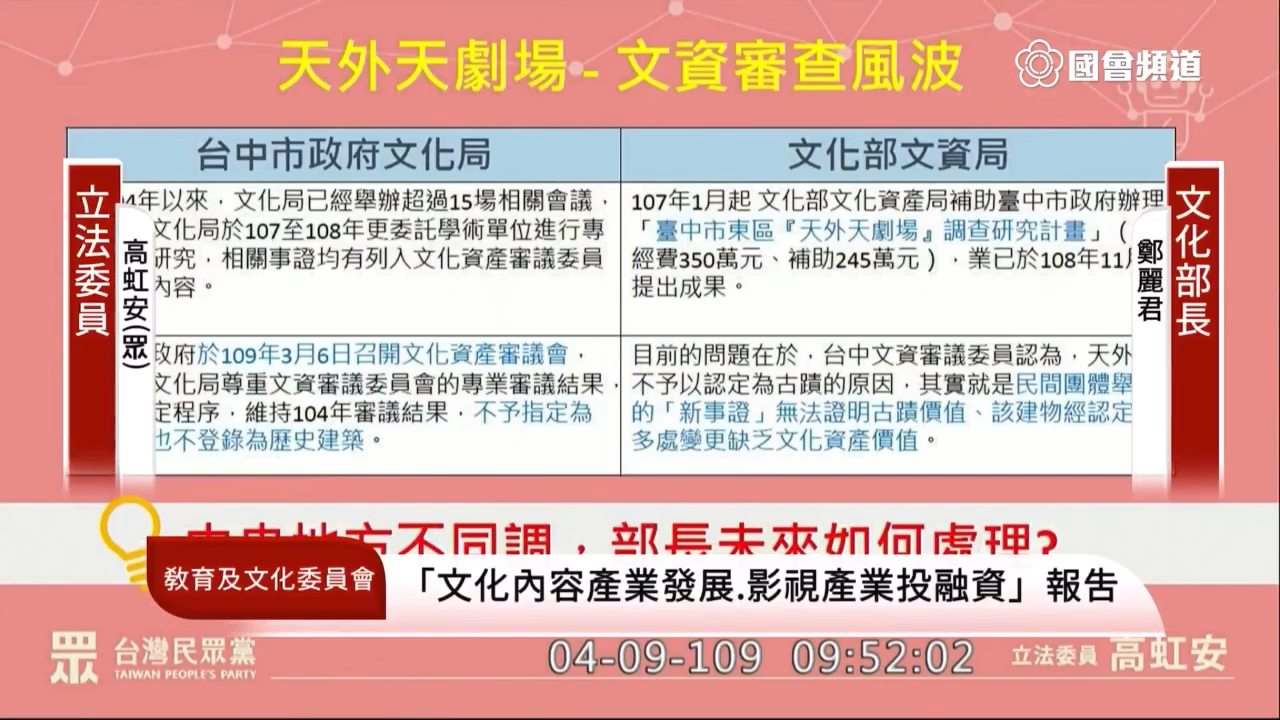 天外天劇場 - 文資審查風波
國會頻道
台中市政府文化局
文化部文資局
4年以來，文化局已經舉辦超過15場相關會議，
文化局於107至108年更委託學術單位進行專
研究，相關事證均有列入文化資產審議委員
內容。
107年1月起 文化部文化資產局補助臺中市政府辦理
「臺中市東區『天外天劇場』調查研究計畫」（
經費350萬元、補助245萬元），業已於108年11月
提出成果。
政府於109年3月6日召開文化資產審議會，
文化局尊重文資審議委員會的專業審議結果，
定程序，維持104年審議結果，不予指定為
也不登錄為歷史建築。
目前的問題在於，台中文資審議委員認為，天外
不予以認定為古蹟的原因，其實就是民間團體舉
的「新事證」無法證明古蹟價值、該建物經認定
多處變更缺乏文化資產價值。
立法委員
高虹安(眾)
文化部長
鄭麗君
中央地方不同調，部長未來如何處理?
教育及文化委員會
「文化內容產業發展.影視產業投融資」報告
眾 台灣民眾黨
TAIWAN PEOPLE'S PARTY
04-09-109 09:52:02
立法委員 高虹安